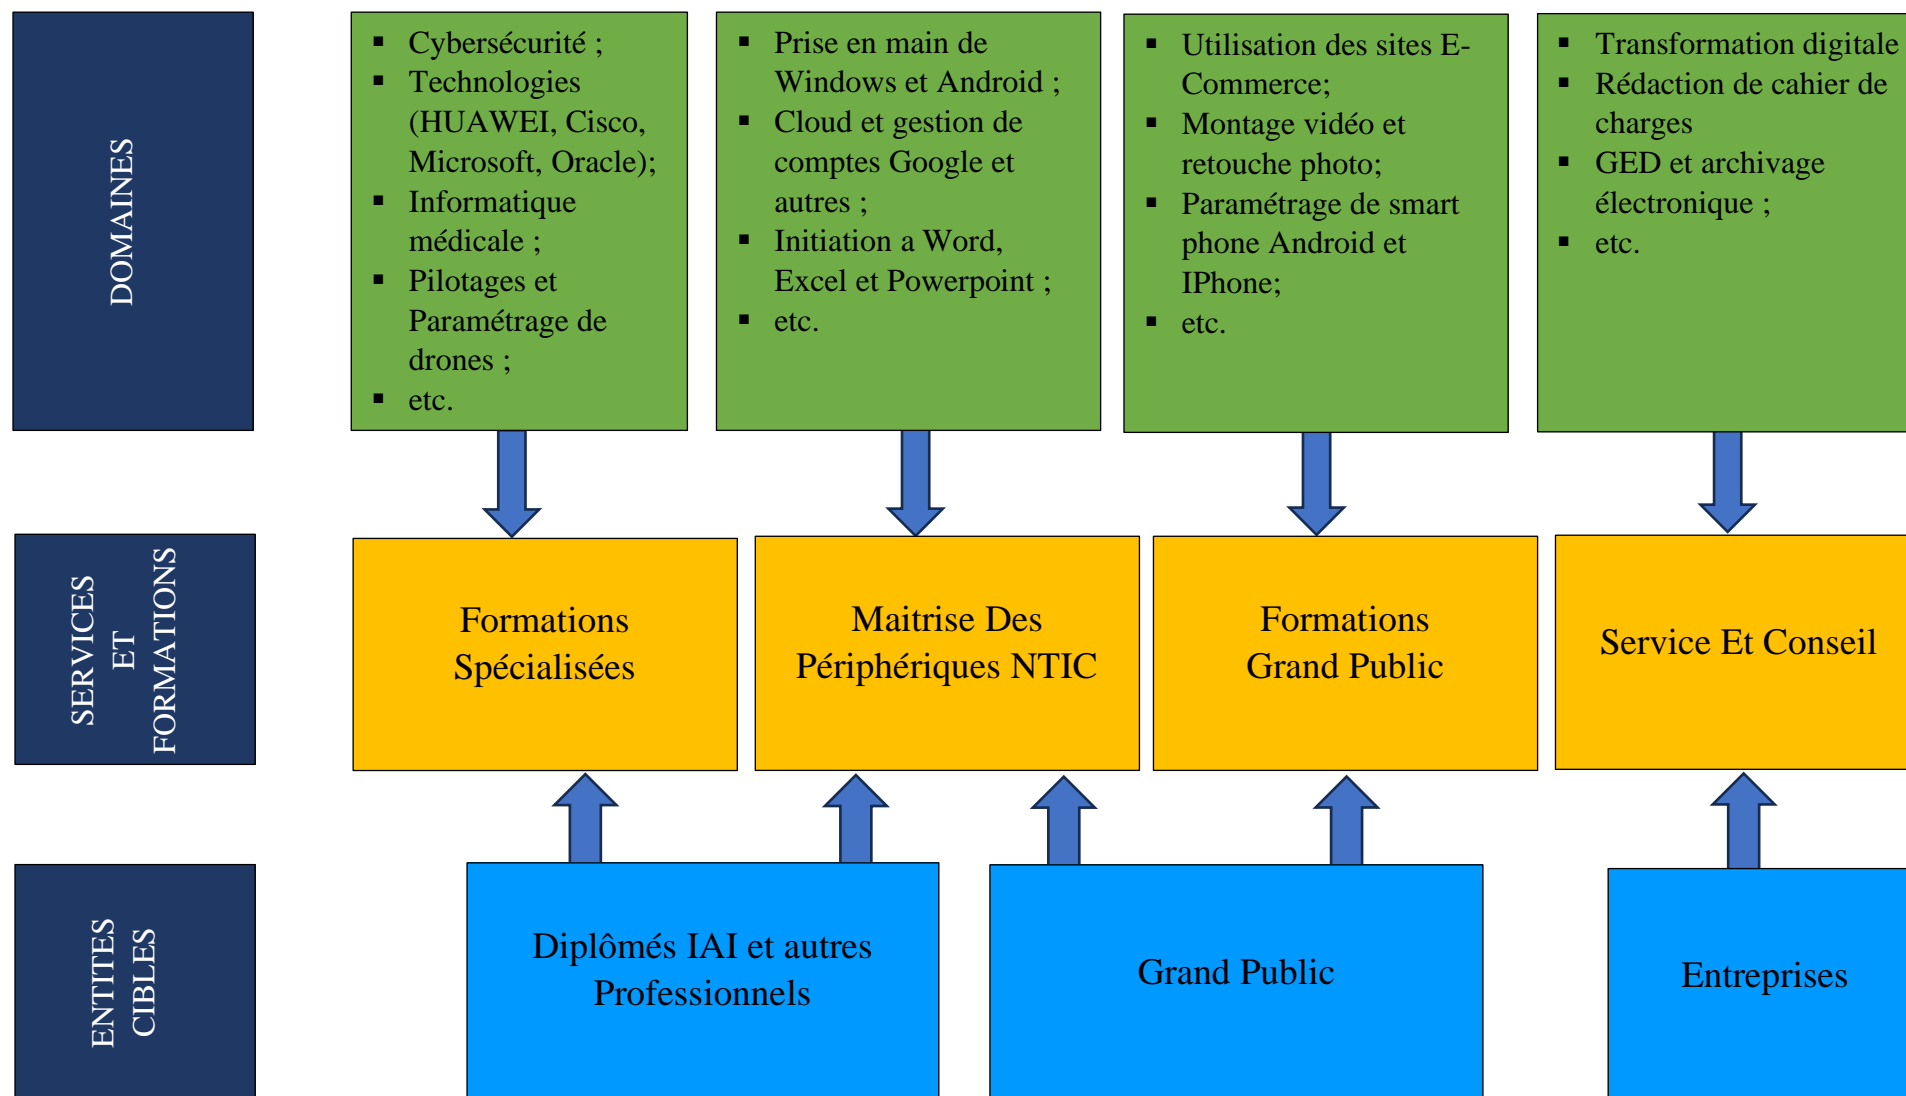 DOMAINES
▪ Cybersécurité ;
▪ Technologies
(HUAWEI, Cisco,
Microsoft, Oracle);
▪ Informatique
médicale ;
▪ Pilotages et
Paramétrage de
drones ;
▪ etc.
▪ Prise en main de
Windows et Android ;
▪ Cloud et gestion de
comptes Google et
autres ;
▪ Initiation a Word,
Excel et Powerpoint ;
▪ etc.
▪ Utilisation des sites E-
Commerce;
▪ Montage vidéo et
retouche photo;
▪ Paramétrage de smart
phone Android et
IPhone;
▪ etc.
▪ Transformation digitale
▪ Rédaction de cahier de
charges
▪ GED et archivage
électronique ;
▪ etc.
SERVICES
ET
FORMATIONS
Formations
Spécialisées
Maitrise Des
Périphériques NTIC
Formations
Grand Public
Service Et Conseil
ENTITES
CIBLES
Diplômés IAI et autres
Professionnels
Grand Public
Entreprises